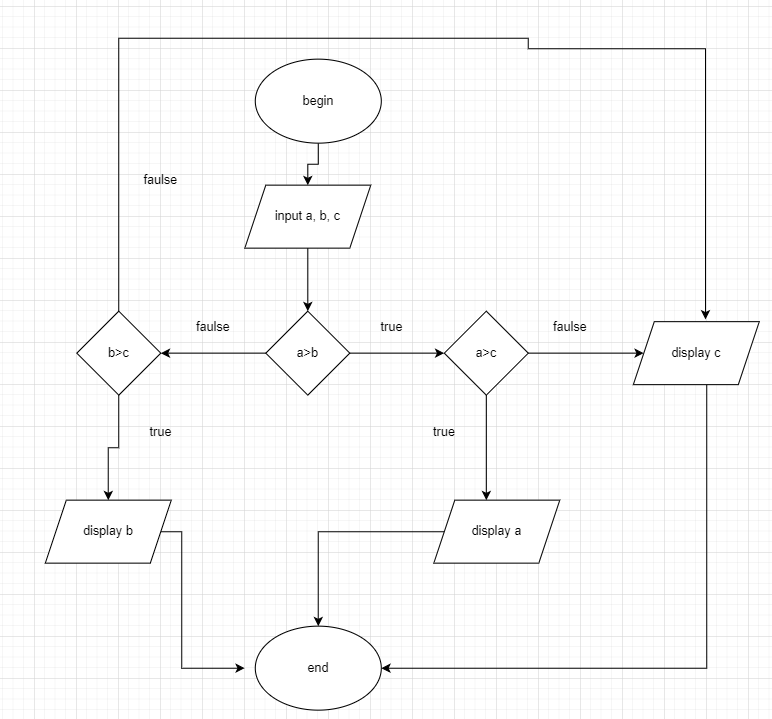 begin
faulse
input a, b, c
faulse
true
faulse
b>c
a>b
a>c
display c
true
true
display b
display a
end